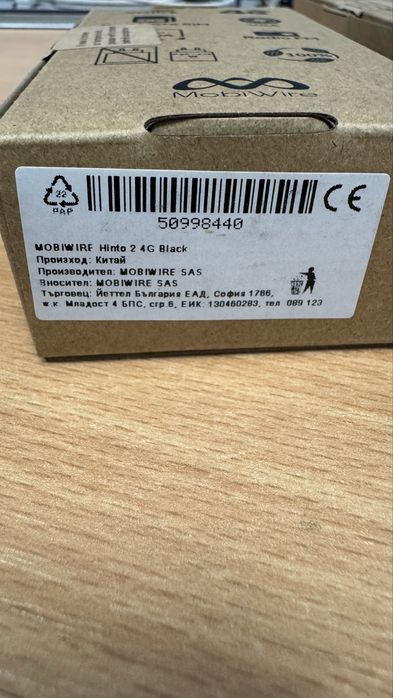 MobiWire
22
PAP
CE
50998440
MOBIWIRE Hinto 2 4G Black
Произход: Китай
Производител: MOBIWIRE SAS
Вносител: MOBIWIRE SAS
Търговец: Йеттел България ЕАД, София 1766,
ж.к. Младост 4 БПС, сгр.6, ЕИК: 130460283, тел 089 123